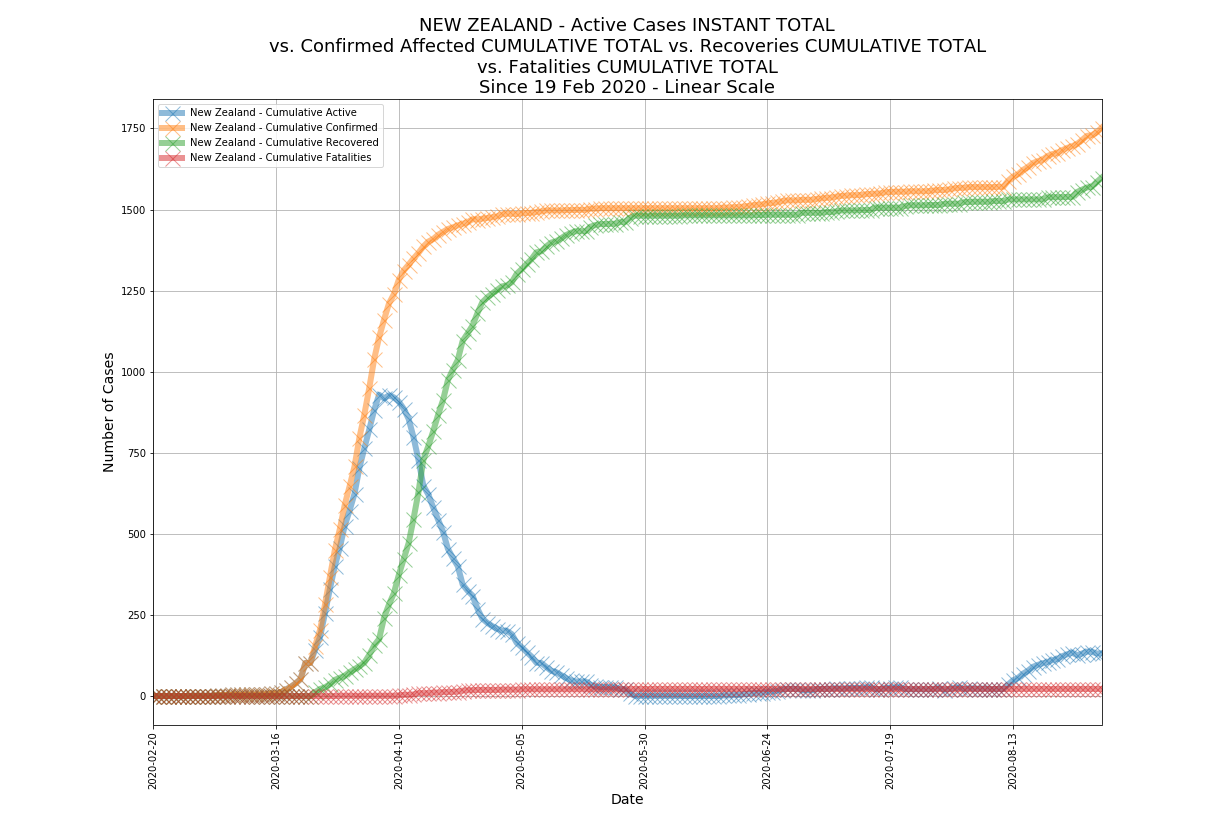 NEW ZEALAND - Active Cases INSTANT TOTAL
vs. Confirmed Affected CUMULATIVE TOTAL vs. Recoveries CUMULATIVE TOTAL
vs. Fatalities CUMULATIVE TOTAL
Since 19 Feb 2020 - Linear Scale
New Zealand - Cumulative Active
New Zealand - Cumulative Confirmed
New Zealand - Cumulative Recovered
New Zealand - Cumulative Fatalities
Number of Cases
1750
1500
1250
1000
750
500
250
0
2020-02-20
2020-03-16
2020-04-10
2020-05-05
2020-05-30
2020-06-24
2020-07-19
2020-08-13
Date